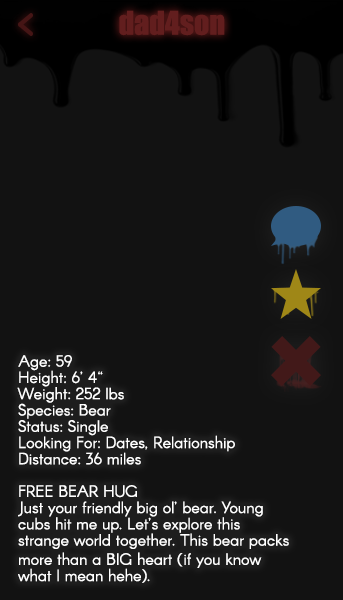 dad4son
Age: 59
Height: 6' 4"
Weight: 252 lbs
Species: Bear
Status: Single
Looking For: Dates, Relationship
Distance: 36 miles
FREE BEAR HUG
Just your friendly big ol' bear. Young
cubs hit me up. Let's explore this
strange world together. This bear packs
more than a BIG heart (if you know
what I mean hehe).